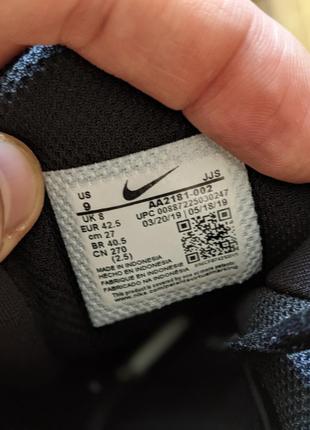 US
9
UK 8
EUR 42.5
cm 27
BR 40.5
CN 270
(2.5)
JJS
AA2181-002
UPC 00887225030247
03/20/19 | 05/18/19
MADE IN INDONESIA
HECHO EN INDONESIA
FABRIQUE EN INDONESIE
FABRICADO NA INDONESIA